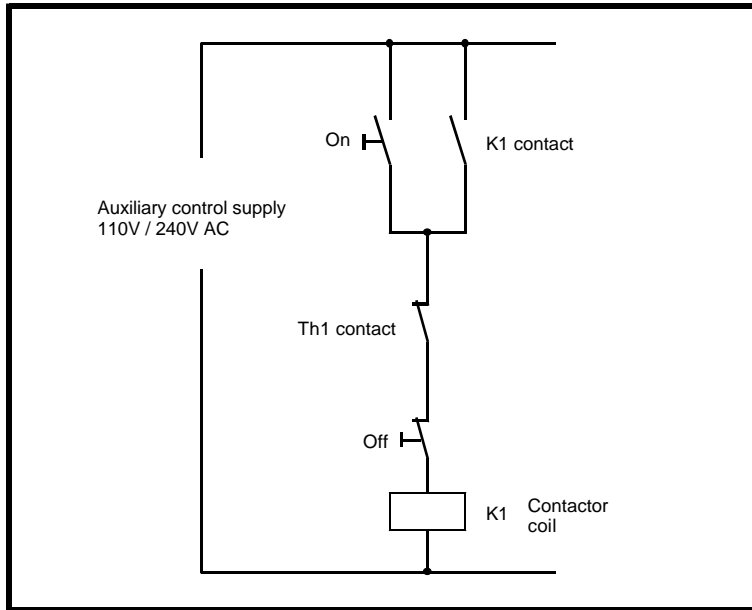 On
K1 contact
Auxiliary control supply
110V / 240V AC
Th1 contact
Off
K1
Contactor
coil